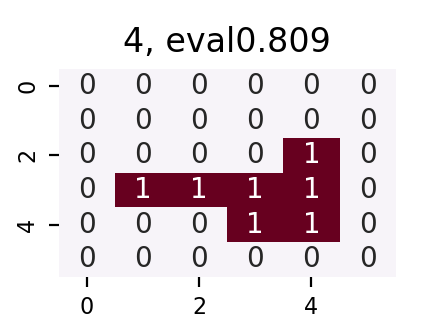 4, eval0.809
0 0 0 0 0 0 0
0 0 0 0 0 0
2 0 0 0 0 1 0
0 1 1 1 1 0
4 0 0 0 1 1 0
0 0 0 0 0 0
0 2 4